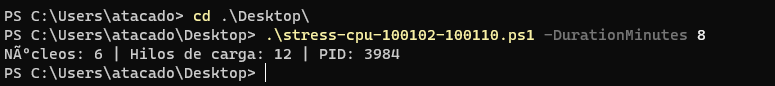 PS C:\Users\atacado> cd .\Desktop\
PS C:\Users\atacado\Desktop> .\stress-cpu-100102-100110.ps1 -DurationMinutes 8
NÃºcleos: 6 | Hilos de carga: 12 | PID: 3984
PS C:\Users\atacado\Desktop>